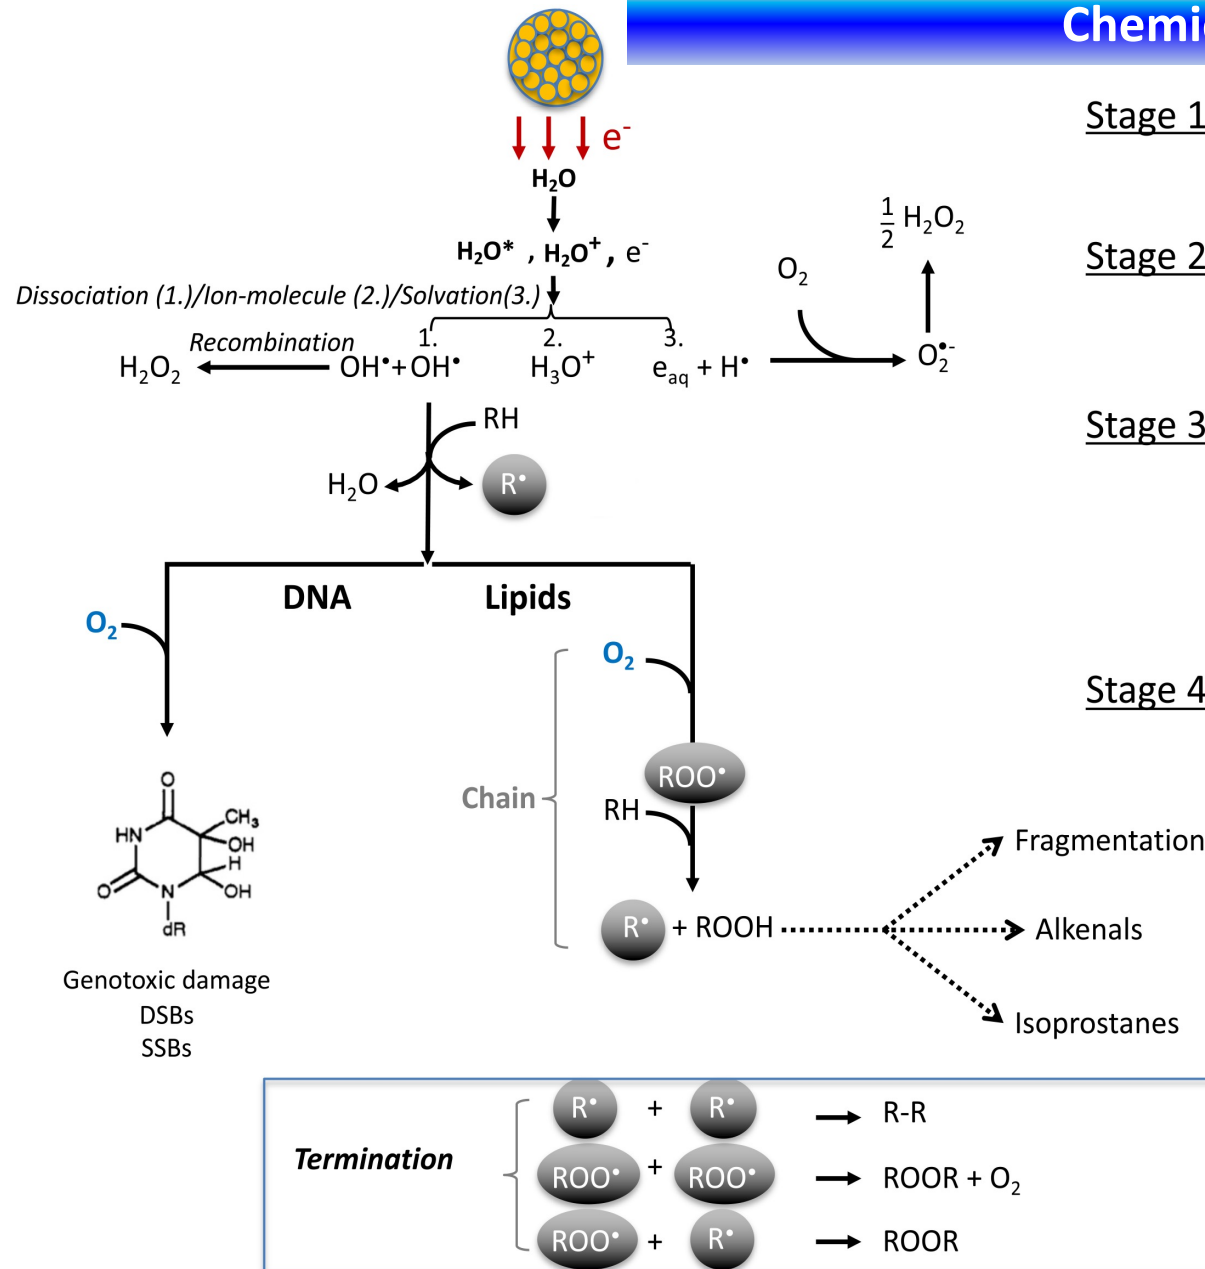 Chemi
Stage 1
e⁻
H₂O
½ H₂O₂
H₂O* , H₂O⁺, e⁻
Stage 2
O₂
Dissociation (1.)/Ion-molecule (2.)/Solvation(3.)
1. 2. 3.
Recombination
H₂O₂ OH•+OH• H₃O⁺ eaq + H• O₂•⁻
RH
Stage 3
H₂O R•
DNA Lipids
O₂
O₂
Stage 4
ROO•
Chain
RH
O
HN CH₃
OH
H
O N OH
dR
Fragmentation
R• + ROOH Alkenals
Isoprostanes
Genotoxic damage
DSBs
SSBs
R• + R• R-R
Termination
ROO• + ROO• ROOR + O₂
ROO• + R• ROOR